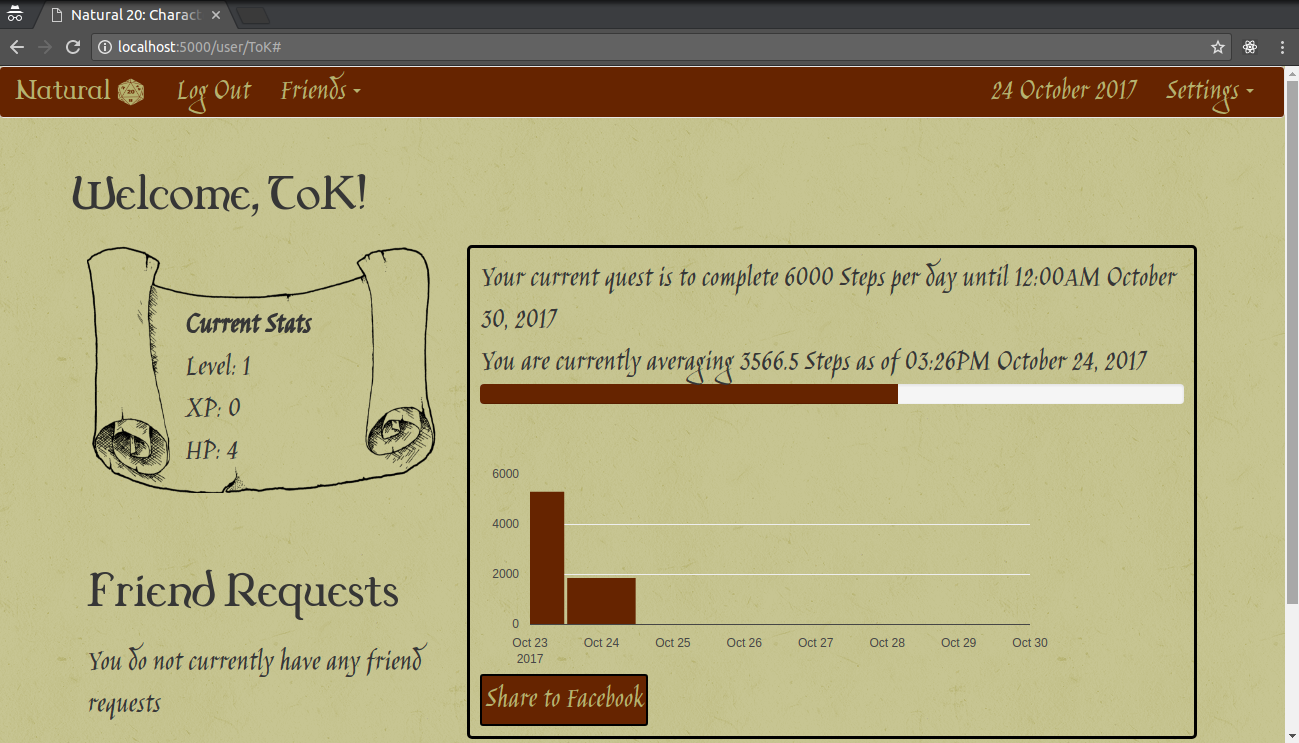 Natural 20: Charact
localhost:5000/user/ToK#
Natural 20 Log Out Friends 24 October 2017 Settings
Welcome, ToK!
Current Stats
Level: 1
XP: 0
HP: 4
Friend Requests
You do not currently have any friend
requests
Your current quest is to complete 6000 Steps per day until 12:00AM October
30, 2017
You are currently averaging 3566.5 Steps as of 03:26PM October 24, 2017
6000
4000
2000
0
Oct 23 Oct 24 Oct 25 Oct 26 Oct 27 Oct 28 Oct 29 Oct 30
2017
Share to Facebook